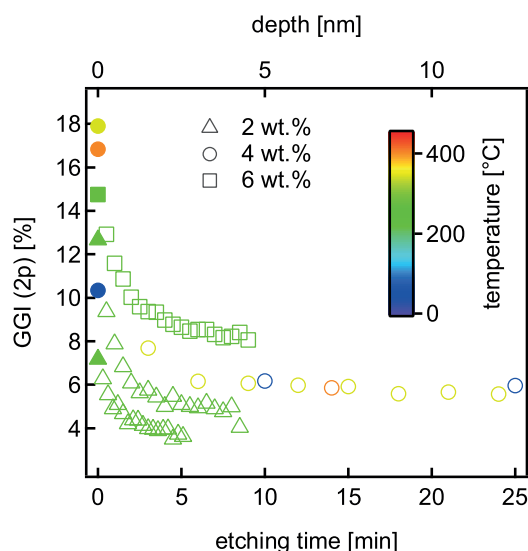 depth [nm]
0 5 10
18
16
14
12
10
8
6
4
GGI (2p) [%]
2 wt.%
4 wt.%
6 wt.%
400
200
0
temperature [°C]
0 5 10 15 20 25
etching time [min]